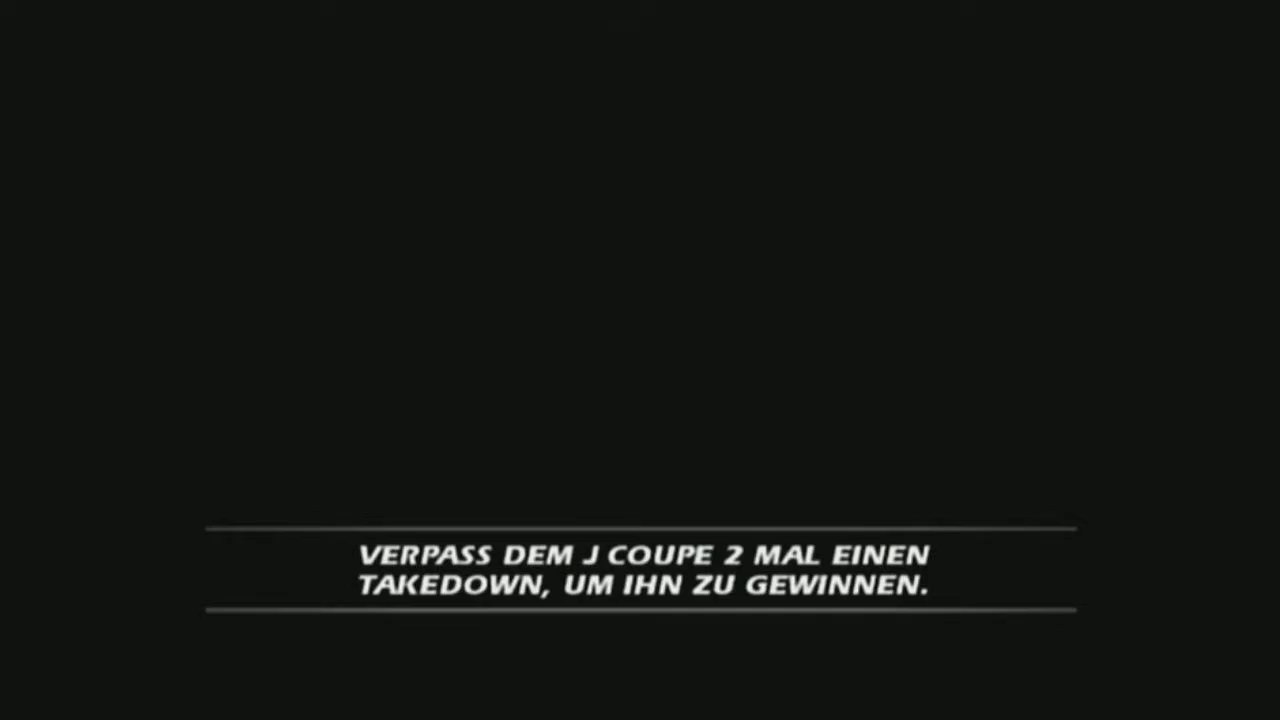 VERPASS DEM J COUPE 2 MAL EINEN
TAKEDOWN, UM IHN ZU GEWINNEN.